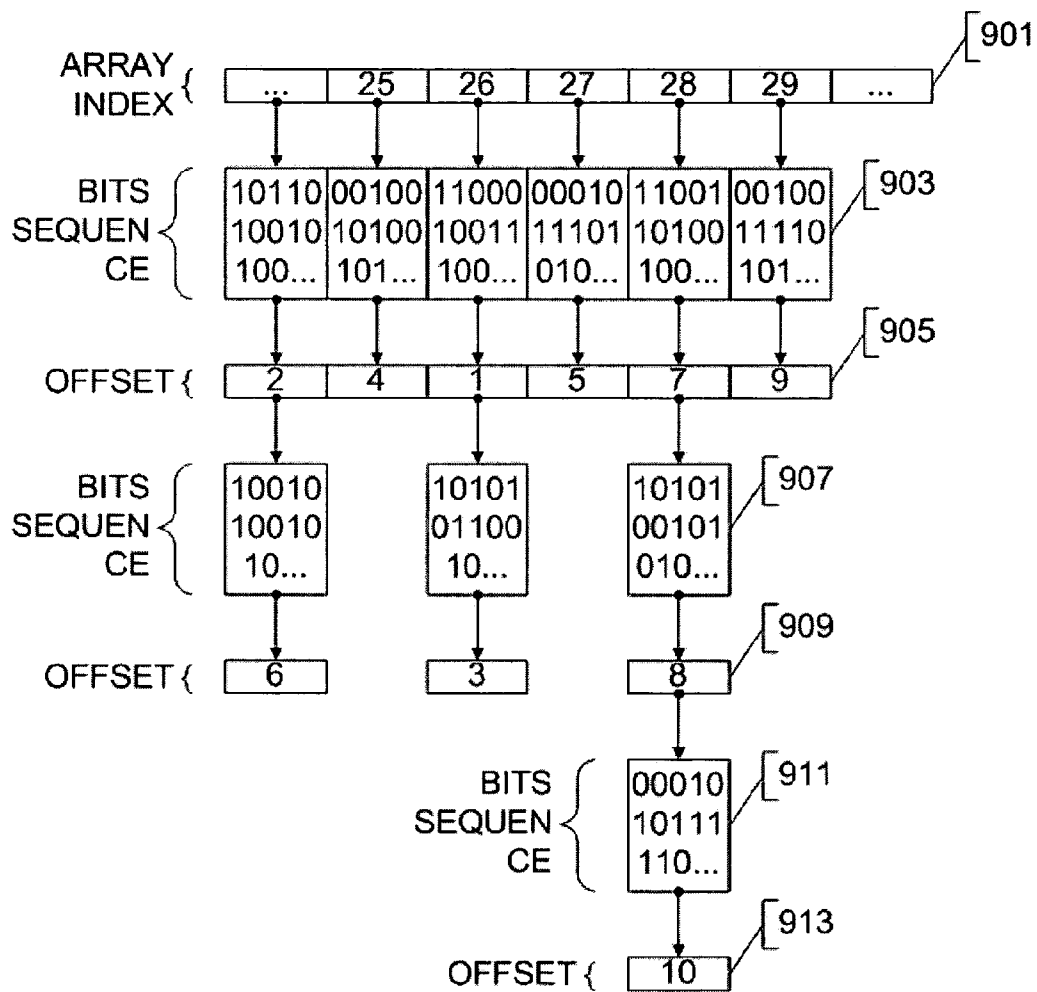 901
ARRAY INDEX { ... 25 26 27 28 29 ...
903
BITS SEQUEN CE
10110 00100 11000 00010 11001 00100
10010 10100 10011 11101 10100 11110
100... 101... 100... 010... 100... 101...
905
OFFSET { 2 4 1 5 7 9
907
BITS SEQUEN CE
10010 10101 10101
10010 01100 00101
10... 10... 010...
909
OFFSET { 6 3 8
911
BITS SEQUEN CE
00010
10111
110...
913
OFFSET { 10